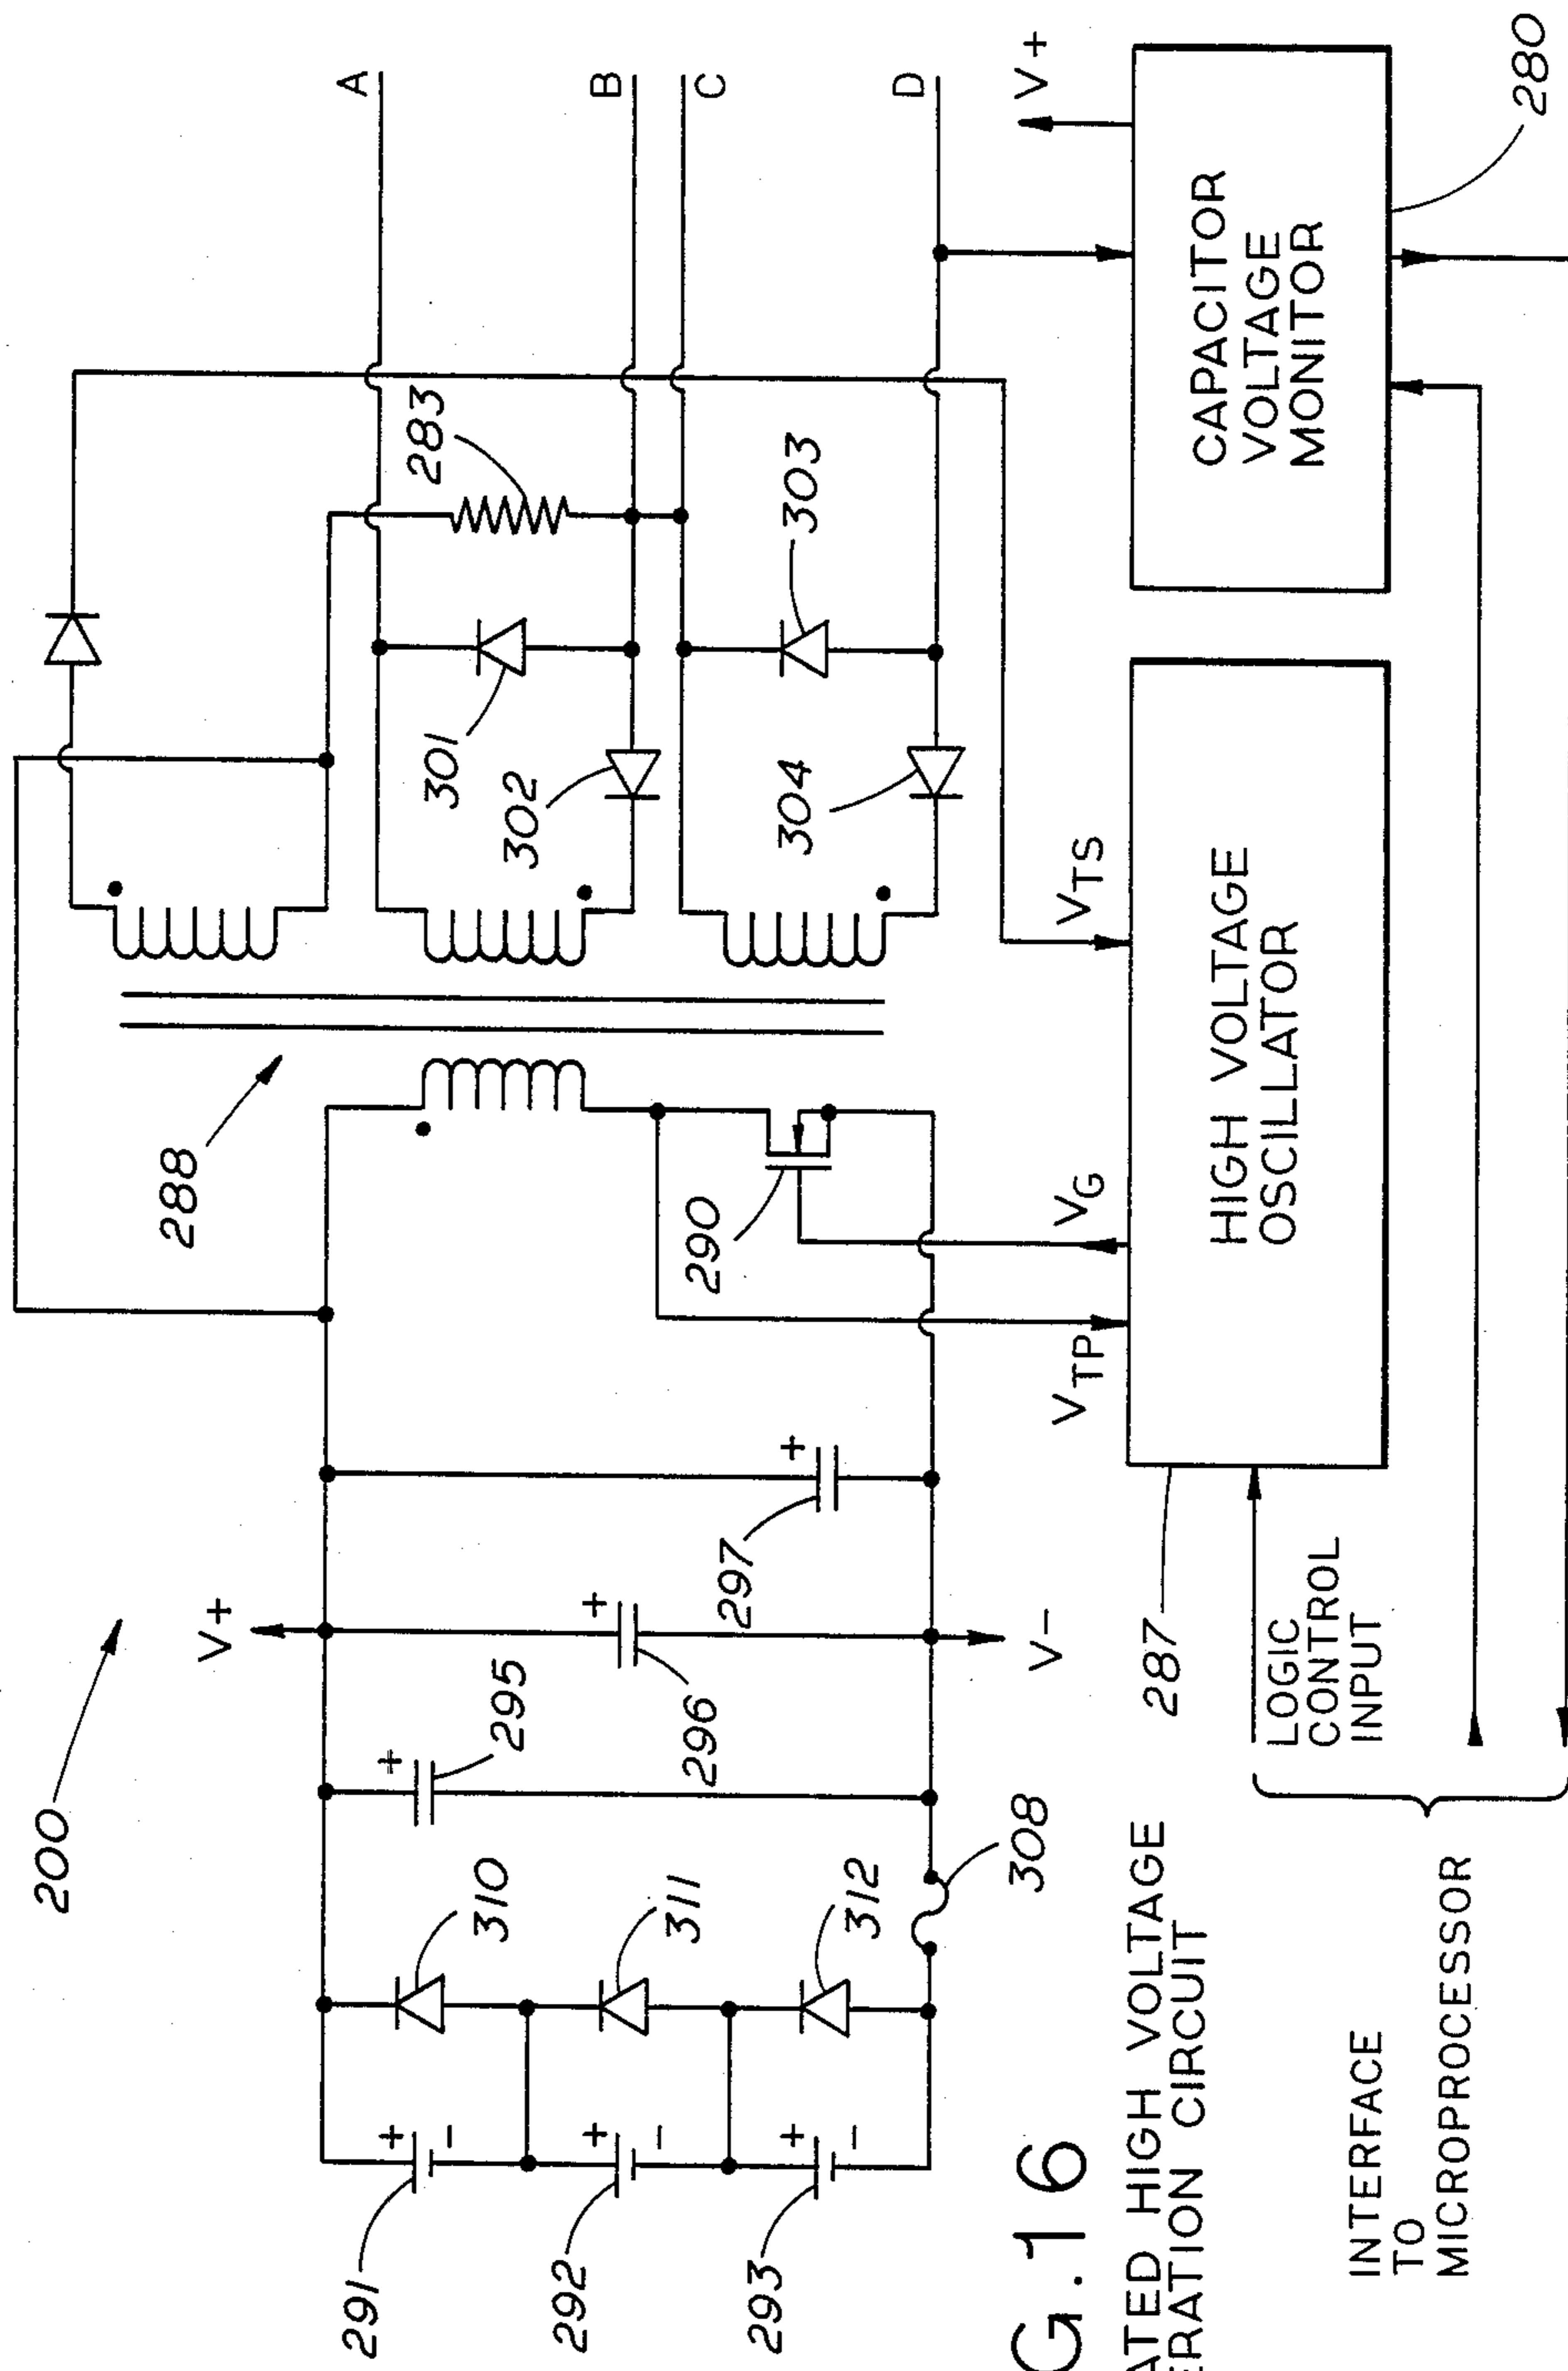 200
288
V+
V-
291
292
293
310
311
312
308
295
296
297
290
283
301
302
303
304
A
B
C
D
V+
VTP
VG
VTS
HIGH VOLTAGE
OSCILLATOR
287
CAPACITOR
VOLTAGE
MONITOR
280
LOGIC
CONTROL
INPUT
INTERFACE
TO
MICROPROCESSOR
G.16
ATED HIGH VOLTAGE
ERATION CIRCUIT
+
-
+
-
+
-
+
+
+